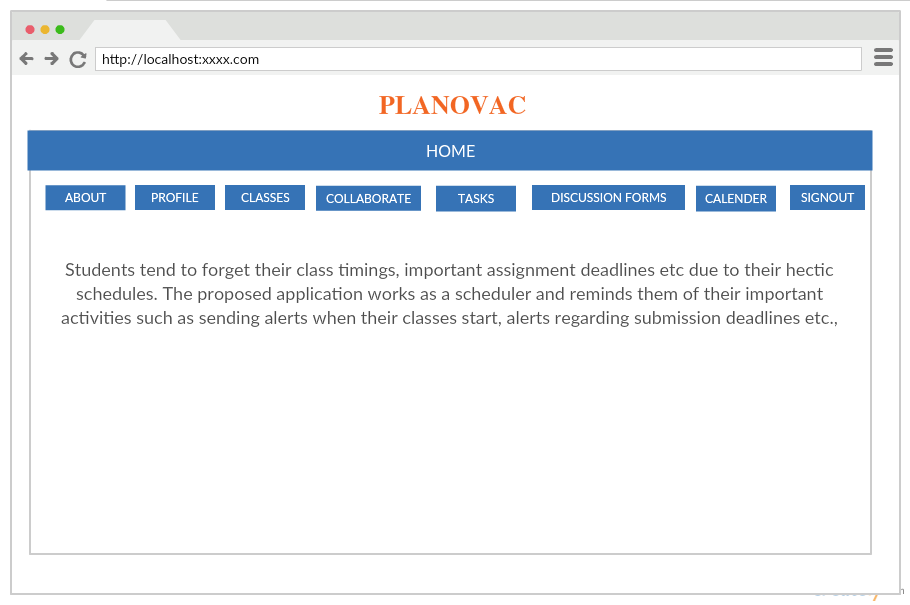 http://localhost:xxxx.com
PLANOVAC
HOME
ABOUT PROFILE CLASSES COLLABORATE TASKS DISCUSSION FORMS CALENDER SIGNOUT
Students tend to forget their class timings, important assignment deadlines etc due to their hectic
schedules. The proposed application works as a scheduler and reminds them of their important
activities such as sending alerts when their classes start, alerts regarding submission deadlines etc.,